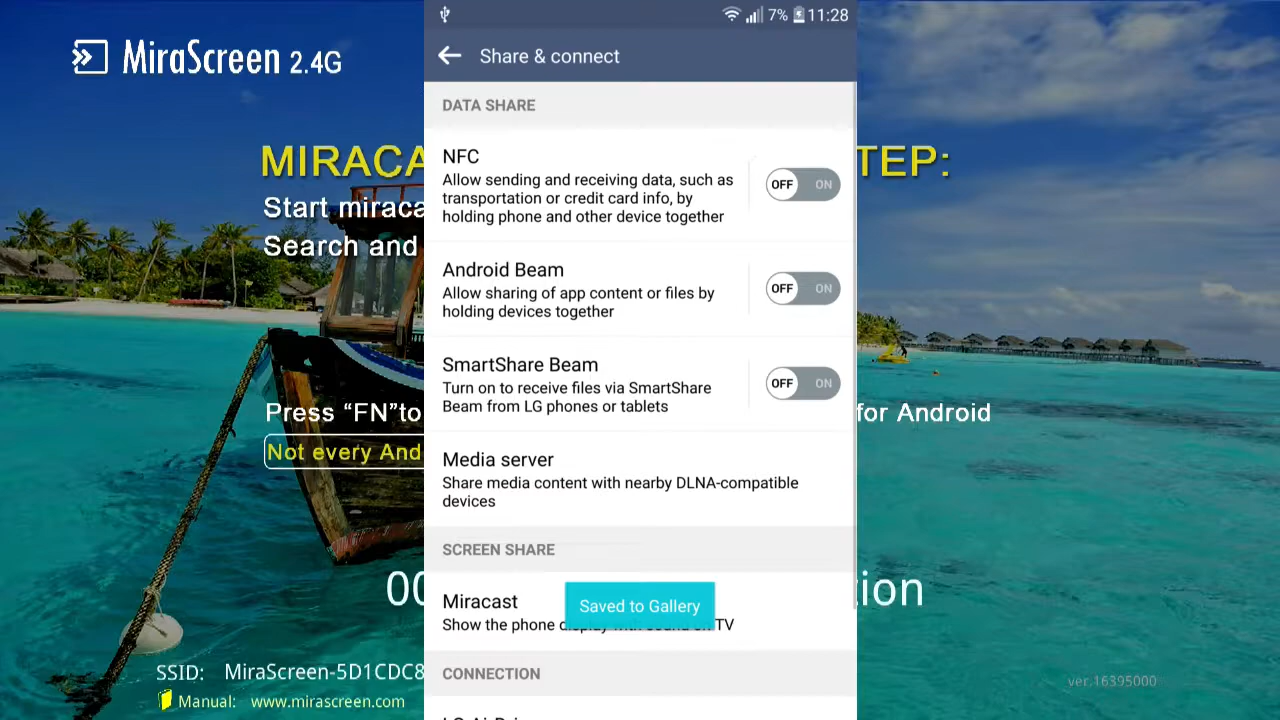 MiraScreen 2.4G
7% 11:28
Share & connect
DATA SHARE
NFC
Allow sending and receiving data, such as
transportation or credit card info, by
holding phone and other device together
OFF ON
Android Beam
Allow sharing of app content or files by
holding devices together
OFF ON
SmartShare Beam
Turn on to receive files via SmartShare
Beam from LG phones or tablets
OFF ON
Media server
Share media content with nearby DLNA-compatible
devices
SCREEN SHARE
Miracast
Saved to Gallery
Show the phone display with sound on TV
CONNECTION
MIRACA
TEP:
Start miraca
Search and
Press “FN”to
for Android
Not every And
00
tion
SSID: MiraScreen-5D1CDC8
Manual: www.mirascreen.com
ver.16395000